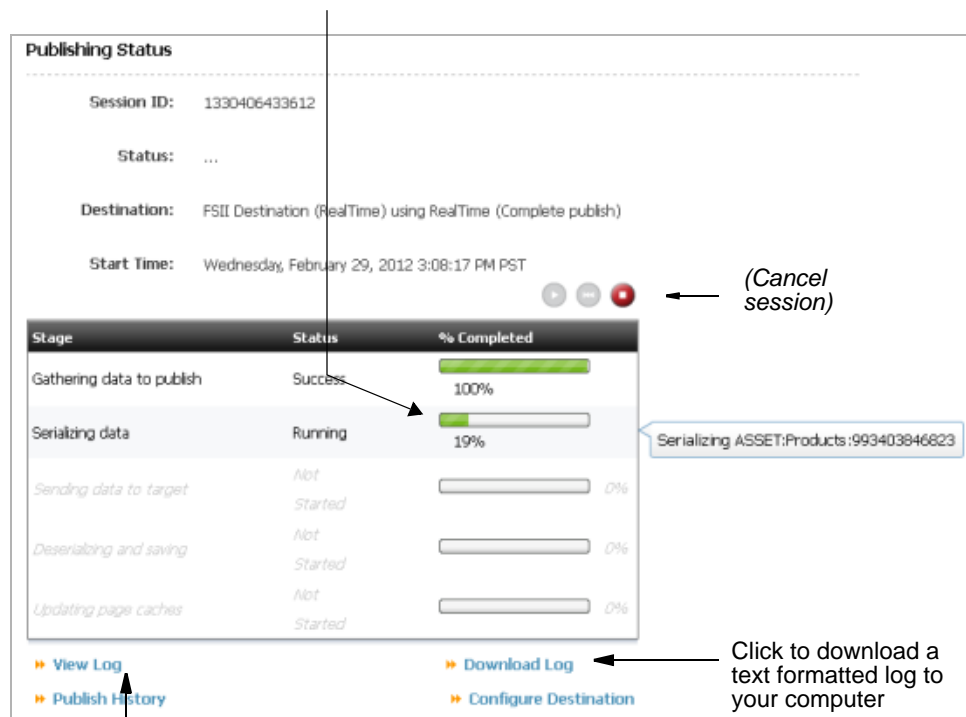 Publishing Status
Session ID: 1330406433612
Status: ...
Destination: FSII Destination (RealTime) using RealTime (Complete publish)
Start Time: Wednesday, February 29, 2012 3:08:17 PM PST
(Cancel
session)
Stage Status % Completed
Gathering data to publish Success 100%
Serializing data Running 19%
Serializing ASSET:Products:993403846823
Sending data to target Not Started 0%
Deserializing and saving Not Started 0%
Updating page caches Not Started 0%
View Log Download Log
Publish History Configure Destination
Click to download a
text formatted log to
your computer